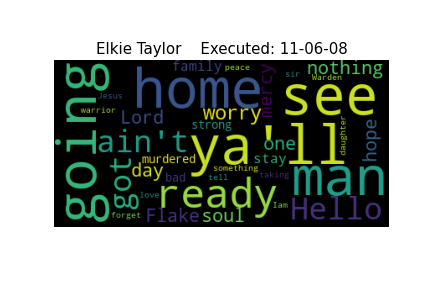 Elkie Taylor    Executed: 11-06-08
going
family
peace
sir
Warden
nothing
Jesus
home
mercy
see
warrior
Lord
worry
strong
ain't
ya'll
one
hope
daughter
got
murdered
stay
day
something
man
bad
tell
taking
love
ready
Iam
Hello
forget
Flake
soul